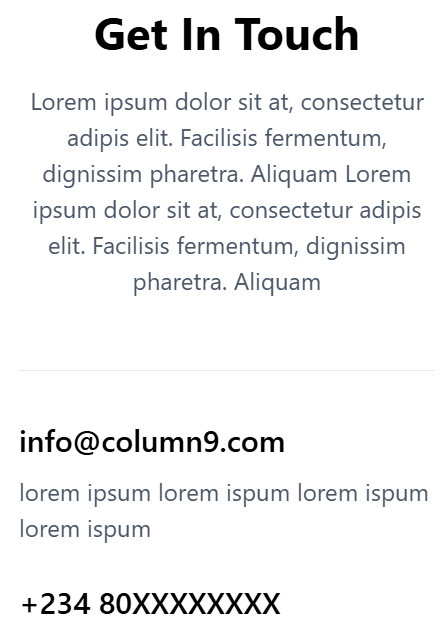 Get In Touch
Lorem ipsum dolor sit at, consectetur
adipis elit. Facilisis fermentum,
dignissim pharetra. Aliquam Lorem
ipsum dolor sit at, consectetur adipis
elit. Facilisis fermentum, dignissim
pharetra. Aliquam
info@column9.com
lorem ipsum lorem ispum lorem ispum
lorem ispum
+234 80XXXXXXXX